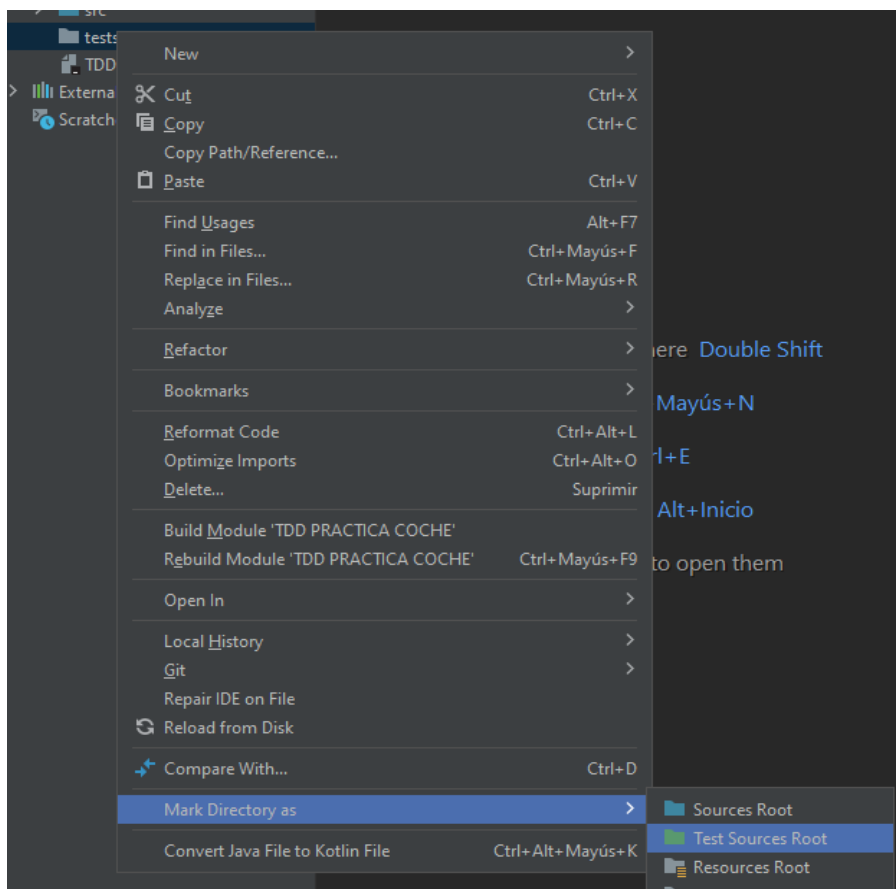 src
tests
TDD
Externa
Scratch
New
Cut Ctrl+X
Copy Ctrl+C
Copy Path/Reference...
Paste Ctrl+V
Find Usages Alt+F7
Find in Files... Ctrl+Mayús+F
Replace in Files... Ctrl+Mayús+R
Analyze
Refactor
Bookmarks
Reformat Code Ctrl+Alt+L
Optimize Imports Ctrl+Alt+O
Delete... Suprimir
Build Module 'TDD PRACTICA COCHE'
Rebuild Module 'TDD PRACTICA COCHE' Ctrl+Mayús+F9
Open In
Local History
Git
Repair IDE on File
Reload from Disk
Compare With... Ctrl+D
Mark Directory as
Convert Java File to Kotlin File Ctrl+Alt+Mayús+K
Sources Root
Test Sources Root
Resources Root
here Double Shift
Mayús+N
rl+E
Alt+Inicio
to open them